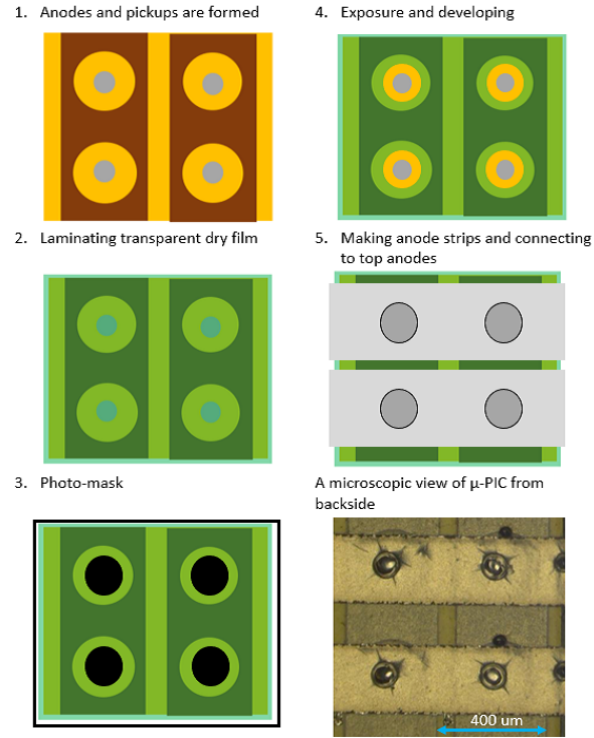 1. Anodes and pickups are formed
2. Laminating transparent dry film
3. Photo-mask
4. Exposure and developing
5. Making anode strips and connecting
to top anodes
A microscopic view of μ-PIC from
backside
400 um